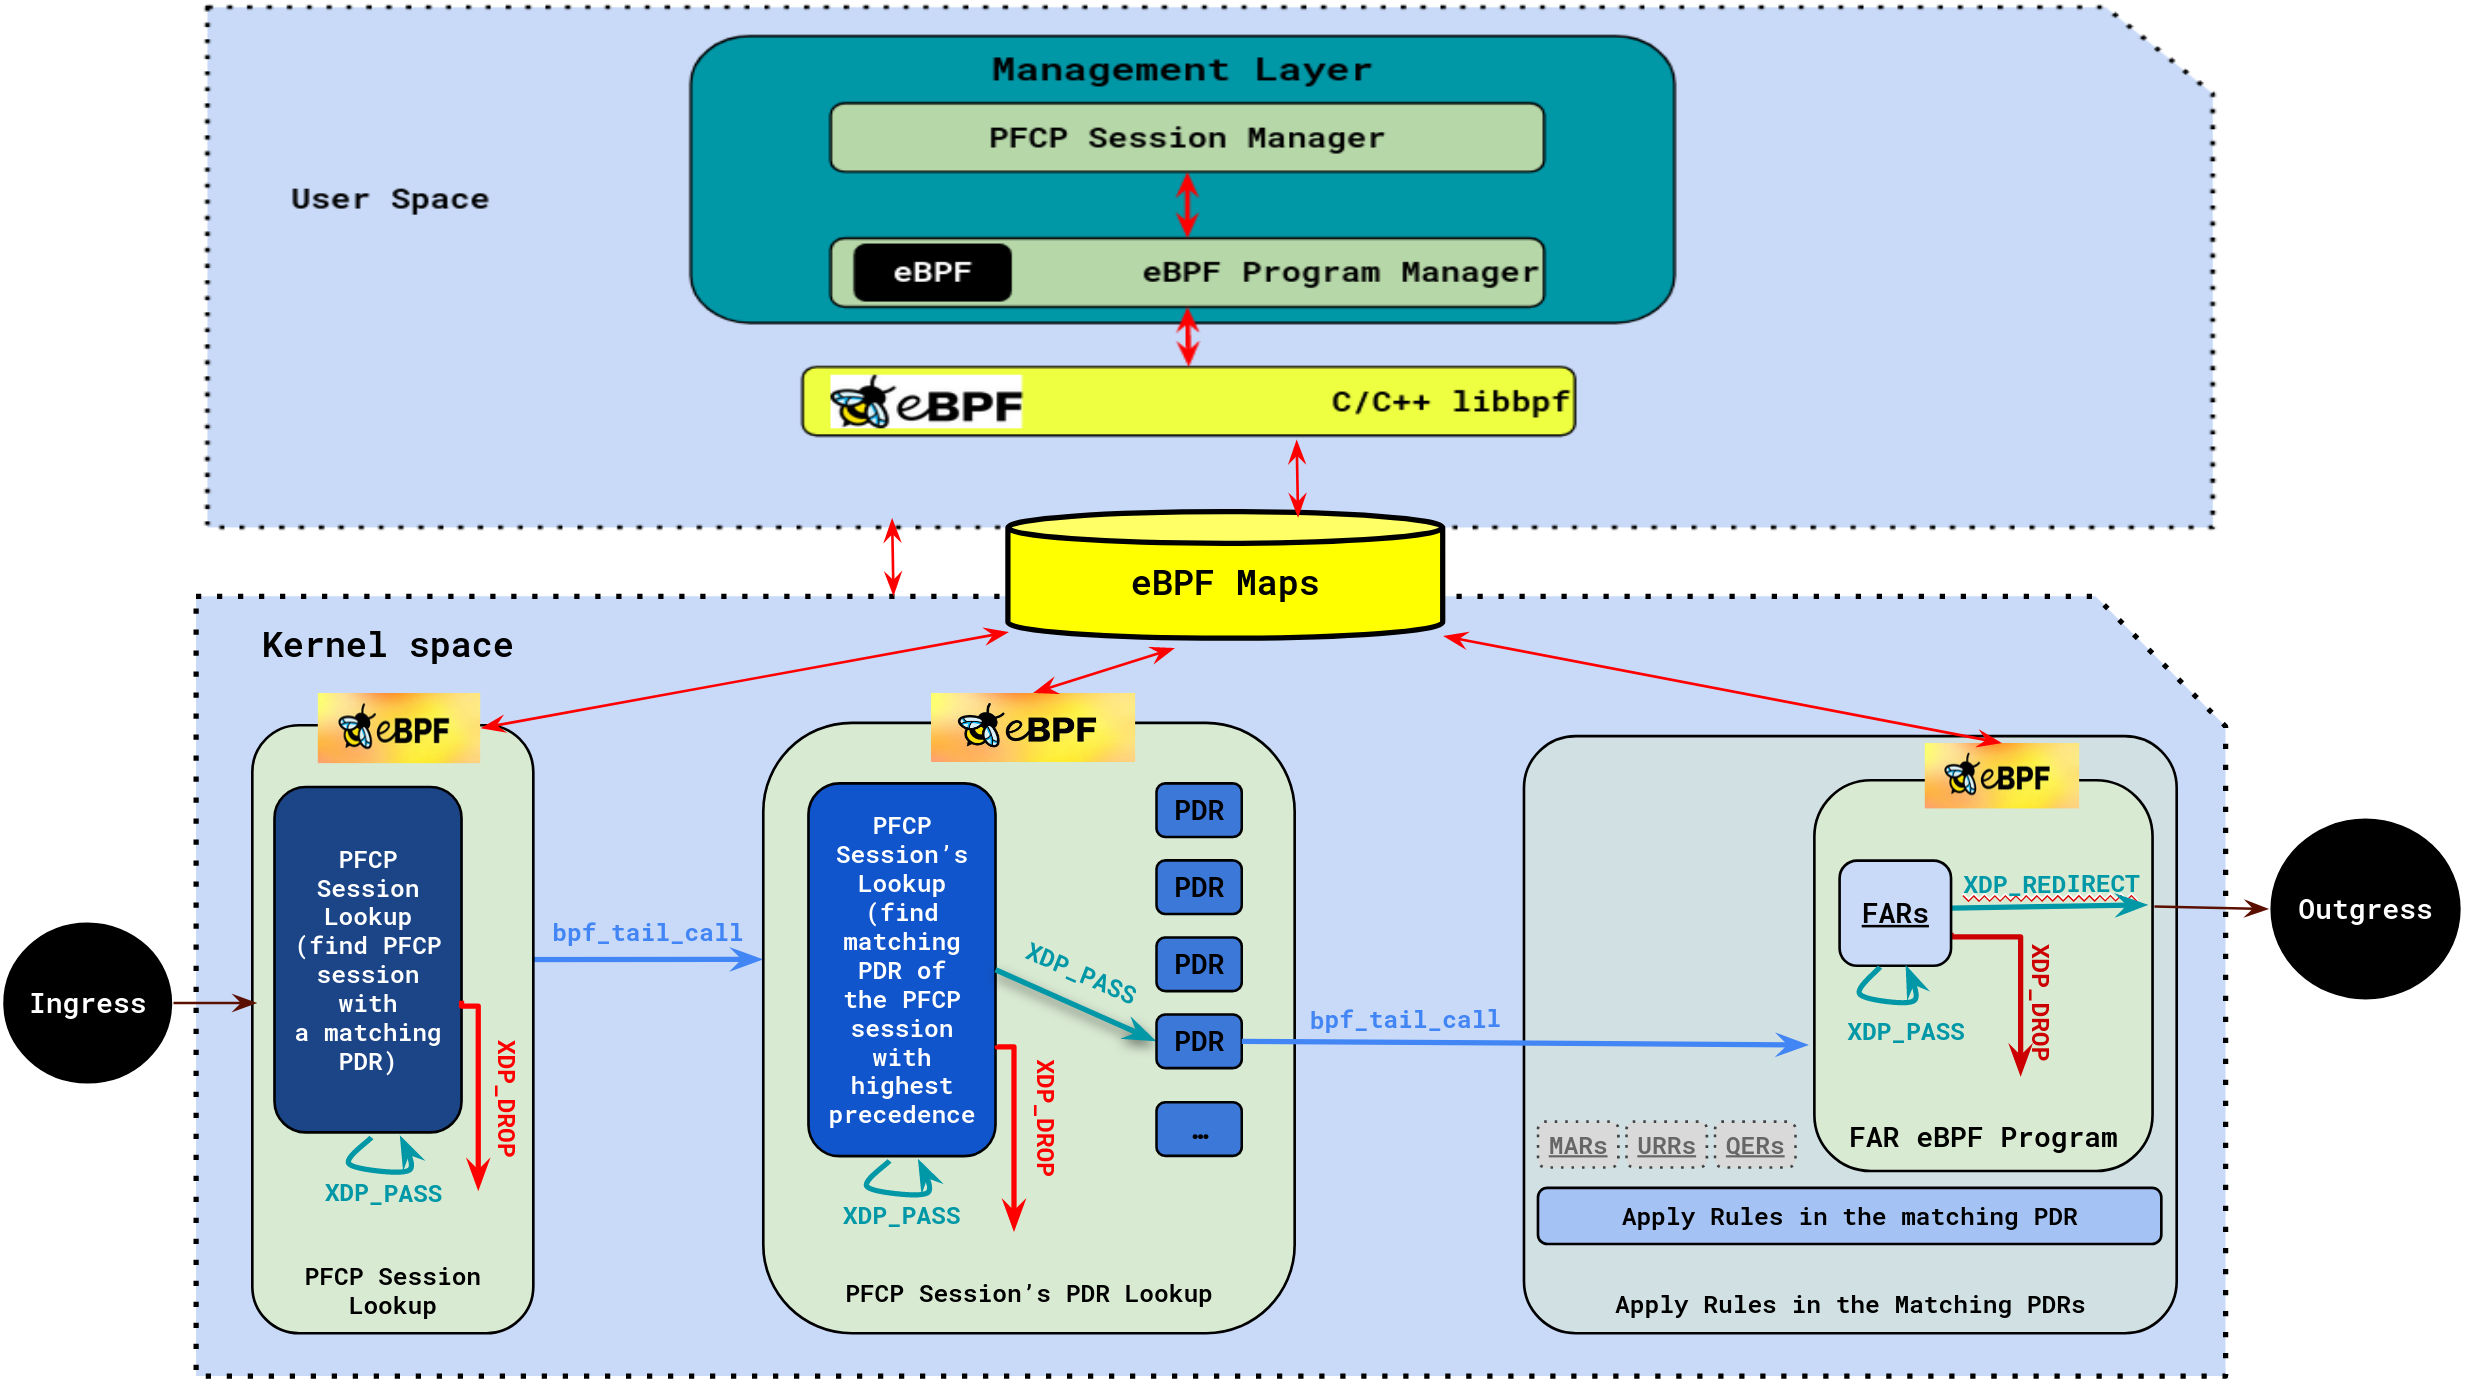 Management Layer
PFCP Session Manager
User Space
eBPF
eBPF Program Manager
eBPF
C/C++ libbpf
eBPF Maps
Kernel space
eBPF
eBPF
eBPF
Ingress
PFCP
Session
Lookup
(find PFCP
session
with
a matching
PDR)
XDP_DROP
XDP_PASS
PFCP Session
Lookup
bpf_tail_call
PFCP
Session’s
Lookup
(find
matching
PDR of
the PFCP
session
with
highest
precedence
XDP_PASS
XDP_DROP
XDP_PASS
PDR
PDR
PDR
PDR
…
PFCP Session’s PDR Lookup
bpf_tail_call
FARs
XDP_REDIRECT
XDP_DROP
XDP_PASS
FAR eBPF Program
MARs
URRs
QERs
Apply Rules in the matching PDR
Apply Rules in the Matching PDRs
Outgress